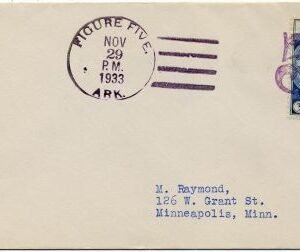 FIGURE FIVE,
NOV
29
P.M.
1933
ARK.
M. Raymond,
126 W. Grant St.
Minneapolis, Minn.